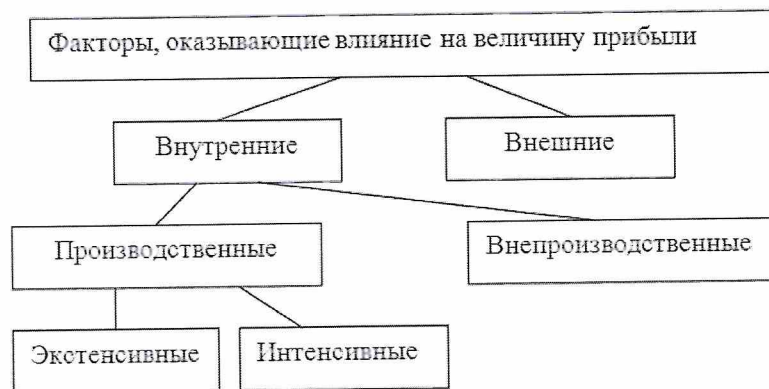 Факторы, оказывающие влияние на величину прибыли
Внутренние
Внешние
Производственные
Внепроизводственные
Экстенсивные
Интенсивные